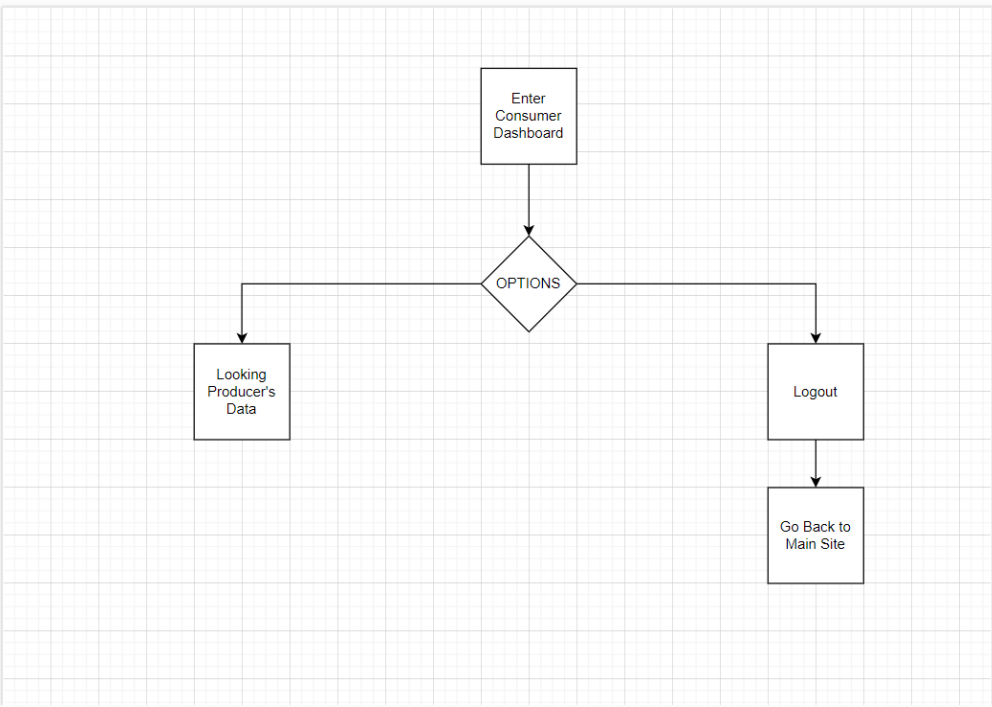 Enter
Consumer
Dashboard
OPTIONS
Looking
Producer's
Data
Logout
Go Back to
Main Site